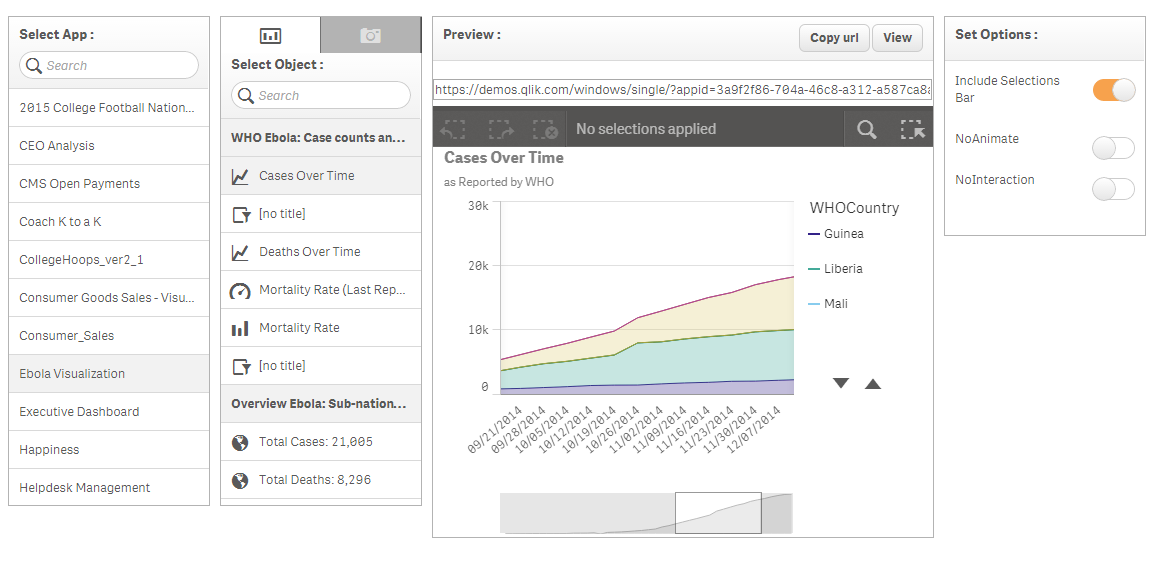 Select App :
Search
2015 College Football Nation...
CEO Analysis
CMS Open Payments
Coach K to a K
CollegeHoops_ver2_1
Consumer Goods Sales - Visu...
Consumer_Sales
Ebola Visualization
Executive Dashboard
Happiness
Helpdesk Management
Select Object :
Search
WHO Ebola: Case counts an...
Cases Over Time
[no title]
Deaths Over Time
Mortality Rate (Last Rep...
Mortality Rate
[no title]
Overview Ebola: Sub-nation...
Total Cases: 21,005
Total Deaths: 8,296
Preview :
Copy url
View
https://demos.qlik.com/windows/single/?appid=3a9f2f86-704a-46c8-a312-a587ca8a
No selections applied
Cases Over Time
as Reported by WHO
30k
20k
10k
0
09/21/2014
09/28/2014
10/05/2014
10/12/2014
10/19/2014
10/26/2014
11/02/2014
11/09/2014
11/16/2014
11/23/2014
11/30/2014
12/07/2014
WHOCountry
Guinea
Liberia
Mali
Set Options :
Include Selections
Bar
NoAnimate
NoInteraction